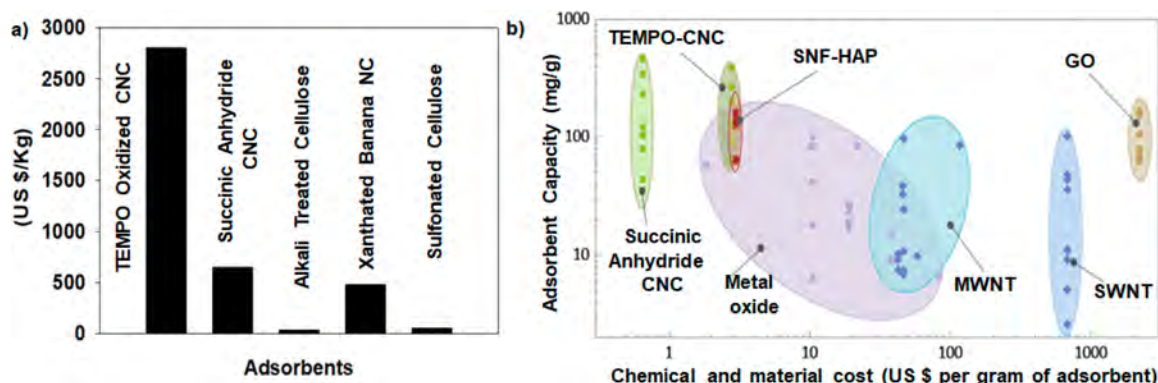 a)
3000
2500
2000
1500
1000
500
0
(US $/Kg)
TEMPO Oxidized CNC
Succinic Anhydride
CNC
Alkali Treated Cellulose
Xanthated Banana NC
Sulfonated Cellulose
Adsorbents
b)
1000
100
10
Adsorbent Capacity (mg/g)
TEMPO-CNC
SNF-HAP
GO
Succinic
Anhydride
CNC
Metal
oxide
MWNT
SWNT
1
10
100
1000
Chemical and material cost (US $ per gram of adsorbent)